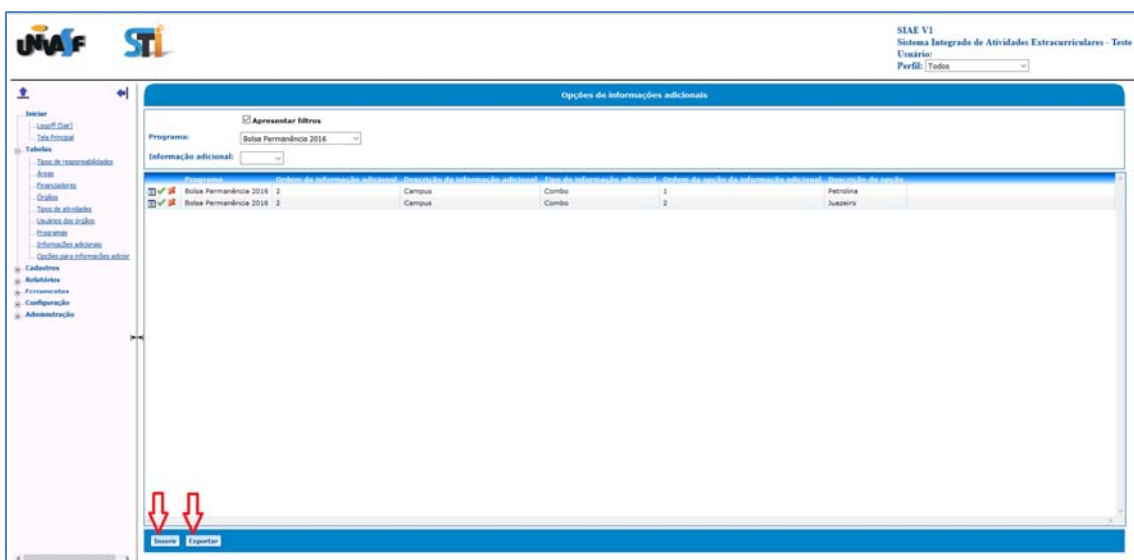 UNIVASF STI
SIAE V1
Sistema Integrado de Atividades Extracurriculares - Teste
Usuário:
Perfil: Todos
Opções de informações adicionais
Iniciar
Logoff (Sair)
Tela Principal
Tabelas
Tipos de responsabilidades
Áreas
Financiadores
Órgãos
Tipos de atividades
Usuários dos órgãos
Programas
Informações adicionais
Opções para informações adicior
Cadastros
Relatórios
Ferramentas
Configuração
Administração
Apresentar filtros
Programa: Bolsa Permanência 2016
Informação adicional:
Programa Ordem da informação adicional Descrição da informação adicional Tipo de informação adicional Ordem da opção da informação adicional Descrição da opção
Bolsa Permanência 2016 2 Campus Combo 1 Petrolina
Bolsa Permanência 2016 2 Campus Combo 2 Juazeiro
Inserir Exportar